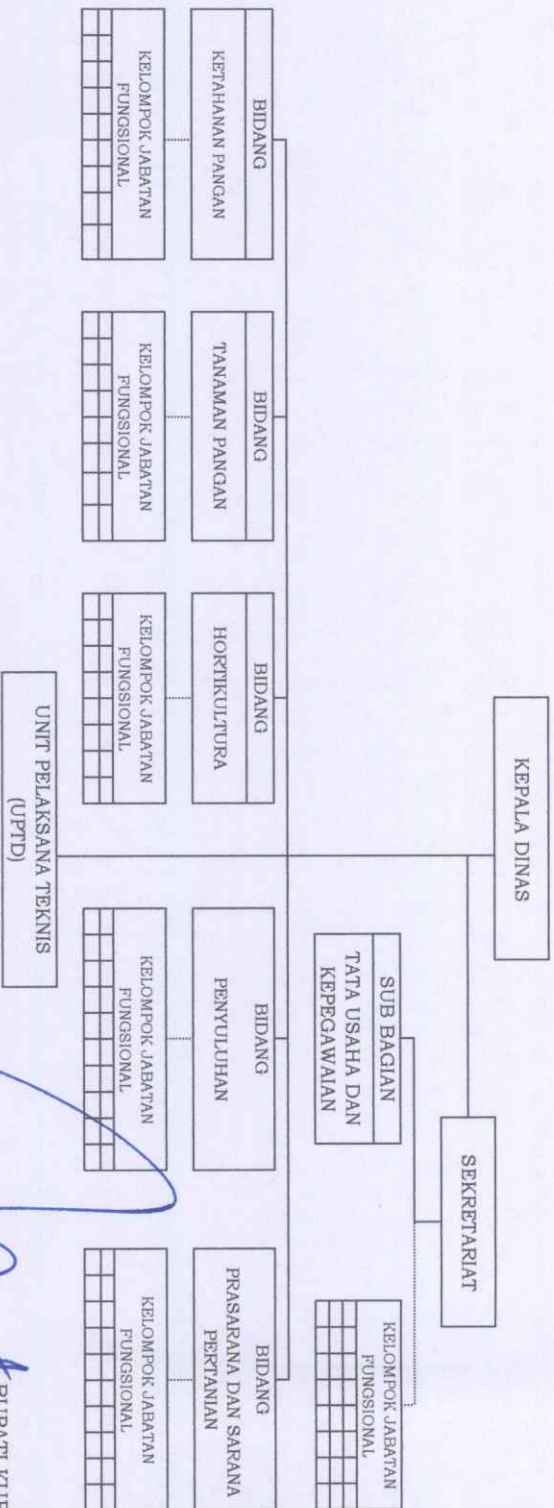 KEPALA DINAS
SEKRETARIAT
SUB BAGIAN
TATA USAHA DAN
KEPEGAWAIAN
KELOMPOK JABATAN
FUNGSIONAL
BIDANG
KETAHANAN PANGAN
BIDANG
TANAMAN PANGAN
BIDANG
HORTIKULTURA
BIDANG
PENYULUHAN
BIDANG
PRASARANA DAN SARANA
PERTANIAN
KELOMPOK JABATAN
FUNGSIONAL
KELOMPOK JABATAN
FUNGSIONAL
KELOMPOK JABATAN
FUNGSIONAL
KELOMPOK JABATAN
FUNGSIONAL
KELOMPOK JABATAN
FUNGSIONAL
UNIT PELAKSANA TEKNIS
(UPTD)